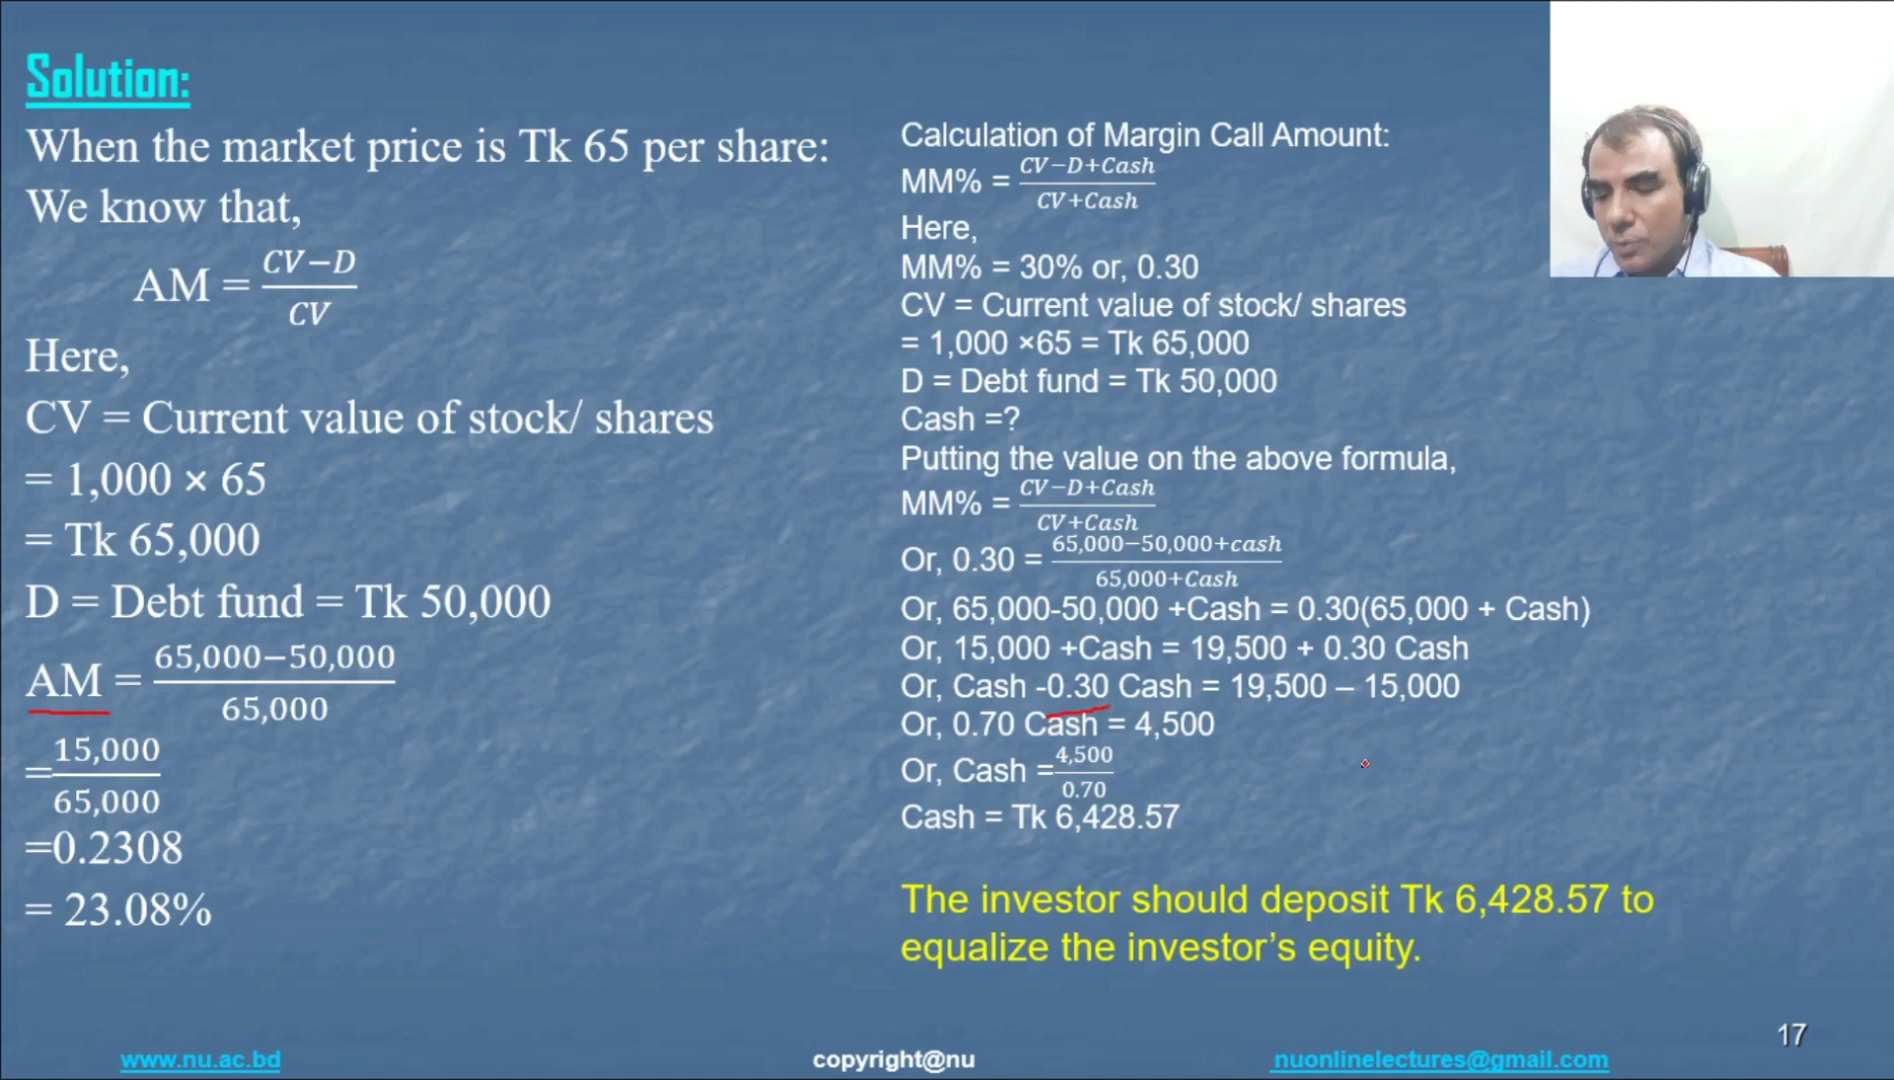 Solution:
When the market price is Tk 65 per share:
We know that,
AM = CV−D / CV
Here,
CV = Current value of stock/ shares
= 1,000 × 65
= Tk 65,000
D = Debt fund = Tk 50,000
AM = 65,000−50,000 / 65,000
= 15,000 / 65,000
=0.2308
= 23.08%
Calculation of Margin Call Amount:
MM% = CV−D+Cash / CV+Cash
Here,
MM% = 30% or, 0.30
CV = Current value of stock/ shares
= 1,000 ×65 = Tk 65,000
D = Debt fund = Tk 50,000
Cash =?
Putting the value on the above formula,
MM% = CV−D+Cash / CV+Cash
Or, 0.30 = 65,000−50,000+cash / 65,000+Cash
Or, 65,000-50,000 +Cash = 0.30(65,000 + Cash)
Or, 15,000 +Cash = 19,500 + 0.30 Cash
Or, Cash -0.30 Cash = 19,500 – 15,000
Or, 0.70 Cash = 4,500
Or, Cash = 4,500 / 0.70
Cash = Tk 6,428.57
The investor should deposit Tk 6,428.57 to
equalize the investor’s equity.
17
www.nu.ac.bd
copyright@nu
nuonlinelectures@gmail.com